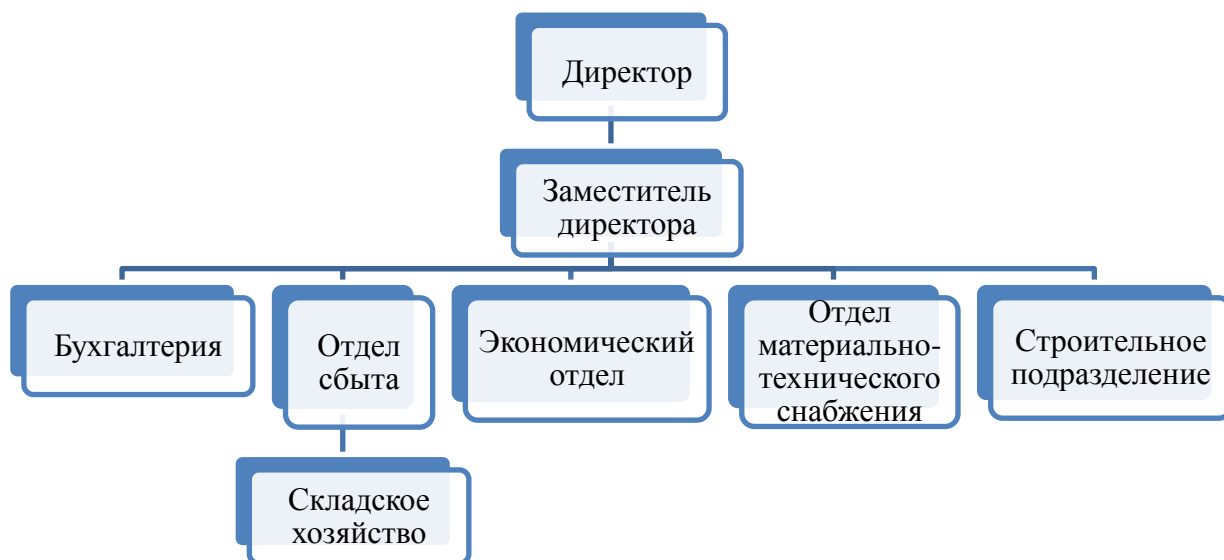 Директор
Заместитель
директора
Бухгалтерия
Отдел
сбыта
Экономический
отдел
Отдел
материально-
технического
снабжения
Строительное
подразделение
Складское
хозяйство